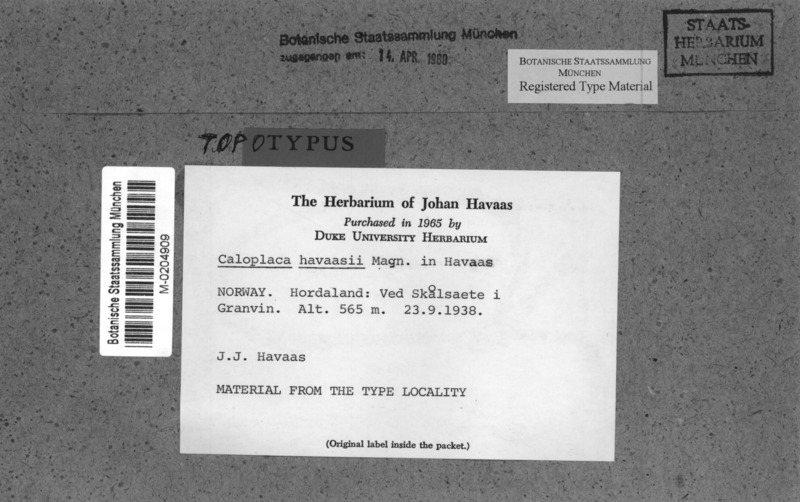 Botanische Staatssammlung München
zugegangen am: 14. APR. 1980
STAATS-
HERBARIUM
MÜNCHEN
BOTANISCHE STAATSSAMMLUNG
MÜNCHEN
Registered Type Material
TOPOTYPUS
Botanische Staatssammlung München
M-0204909
The Herbarium of Johan Havaas
Purchased in 1965 by
DUKE UNIVERSITY HERBARIUM
Caloplaca havaasii Magn. in Havaas
NORWAY. Hordaland: Ved Skålsaete i
Granvin. Alt. 565 m. 23.9.1938.
J.J. Havaas
MATERIAL FROM THE TYPE LOCALITY
(Original label inside the packet.)